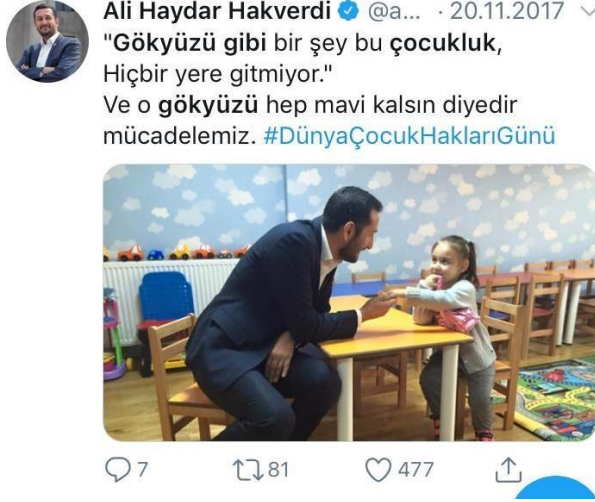 Ali Haydar Hakverdi @a... · 20.11.2017
"Gökyüzü gibi bir şey bu çocukluk,
Hiçbir yere gitmiyor."
Ve o gökyüzü hep mavi kalsın diyedir
mücadelemiz. #DünyaÇocukHaklarıGünü
7 81 477